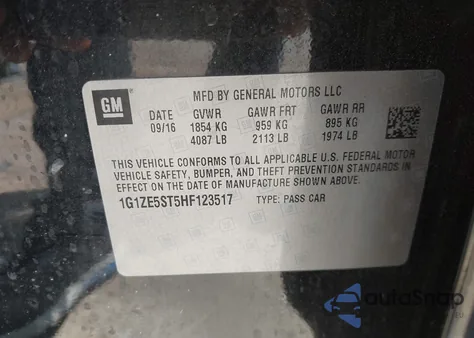 GM
MFD BY GENERAL MOTORS LLC
DATE GVWR GAWR FRT GAWR RR
09/16 1854 KG 959 KG 895 KG
4087 LB 2113 LB 1974 LB
THIS VEHICLE CONFORMS TO ALL APPLICABLE U.S. FEDERAL MOTOR
VEHICLE SAFETY, BUMPER, AND THEFT PREVENTION STANDARDS IN
EFFECT ON THE DATE OF MANUFACTURE SHOWN ABOVE.
1G1ZE5ST5HF123517 TYPE: PASS CAR
autoSnap